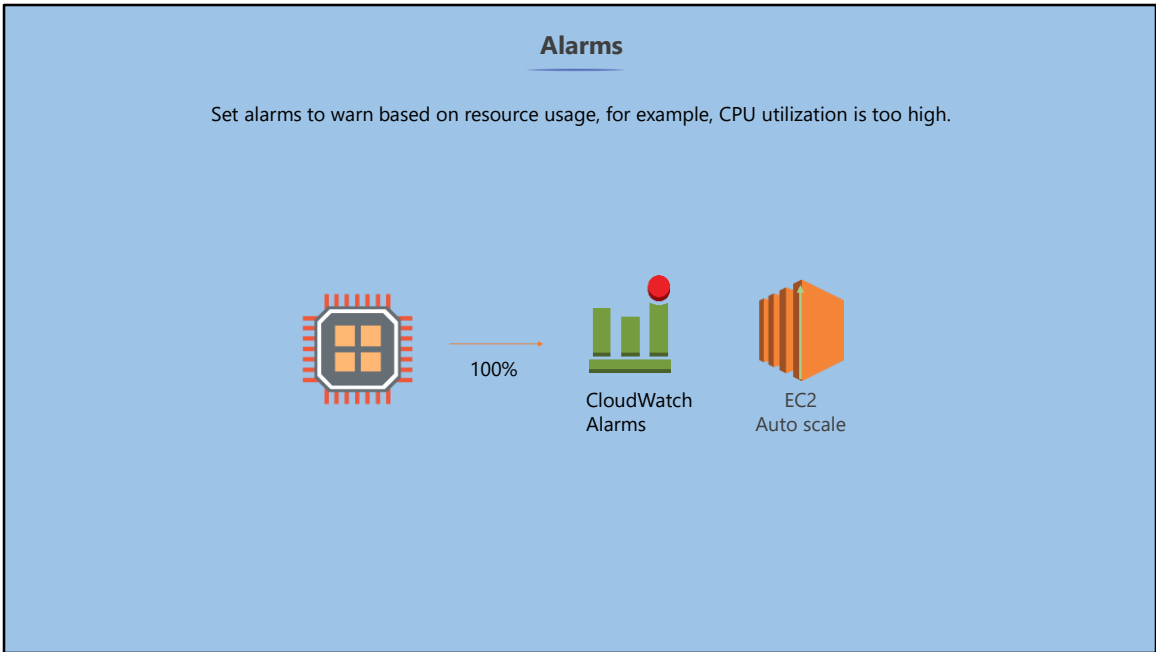 Alarms
Set alarms to warn based on resource usage, for example, CPU utilization is too high.
100%
CloudWatch
Alarms
EC2
Auto scale